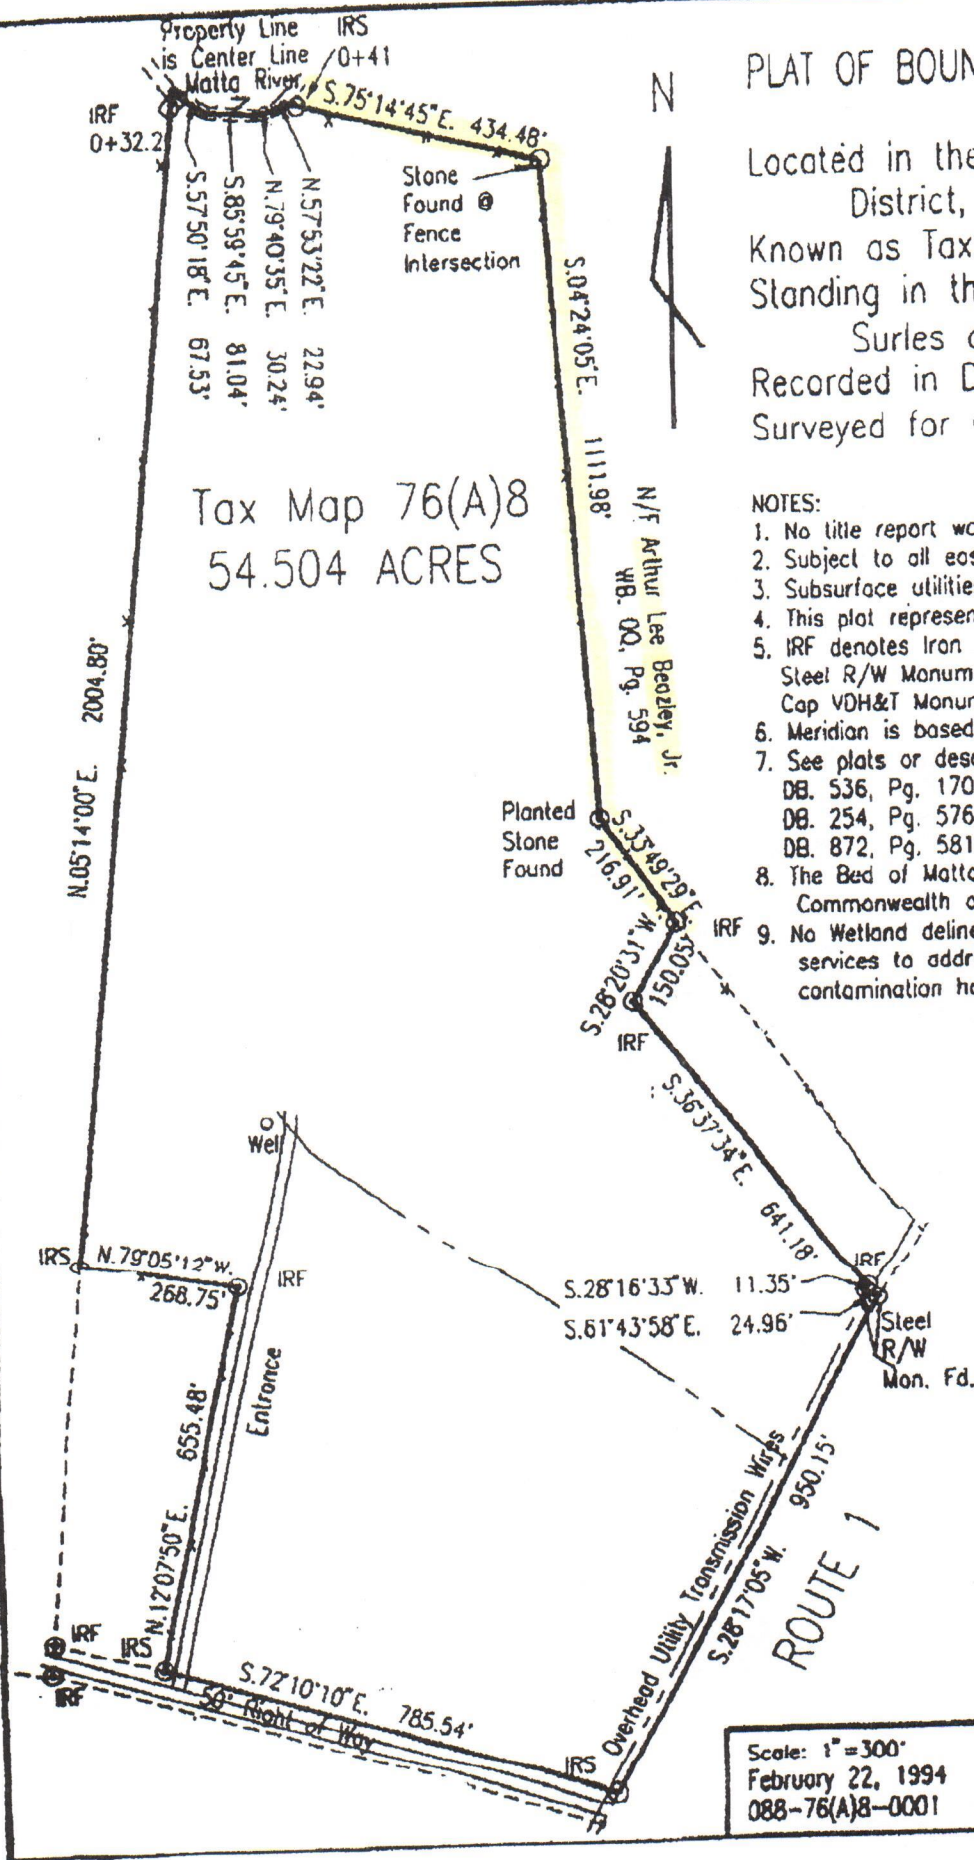 Property Line
is Center Line
Matta River
IRS
0+41
IRF
0+32.2
S.75°14'45"E. 434.48'
N
Stone
Found @
Fence
Intersection
S.57°50'18"E. 67.53'
S.85°59'45"E. 81.04'
N.79°40'35"E. 30.24'
N.57°53'22"E. 22.94'
S.04°24'05"E. 1111.98'
Tax Map 76(A)8
54.504 ACRES
N/F Arthur Lee Beazley, Jr.
WB. OO, Pg. 594
N.05°14'00"E. 2004.80'
Planted
Stone
Found
S.33°49'29"E.
216.91'
IRF
S.28°20'31"W.
150.05'
IRF
S.36°37'34"E. 641.18'
Well
IRS
N.79°05'12"W.
268.75'
IRF
IRF
S.28°16'33"W. 11.35'
S.61°43'58"E. 24.96'
Steel
R/W
Mon. Fd.
Entrance
N.12°07'50"E. 655.48'
Overhead Utility Transmission Wires
S.28°17'05"W. 950.15'
ROUTE 1
IRF
IRF
IRS
S.72°10'10"E. 785.54'
50' Right of Way
IRS
PLAT OF BOUN
Located in the
District,
Known as Tax
Standing in th
Surles
Recorded in D
Surveyed for
NOTES:
1. No title report wa
2. Subject to all eas
3. Subsurface utilitie
4. This plat represen
5. IRF denotes Iron
Steel R/W Monum
Cap VDH&T Monur
6. Meridian is based
7. See plats or desc
DB. 536, Pg. 170
DB. 254, Pg. 576
DB. 872, Pg. 581
8. The Bed of Matta
Commonwealth o
9. No Wetland deline
services to addr
contamination ha
Scale: 1"=300'
February 22, 1994
088-76(A)8-0001